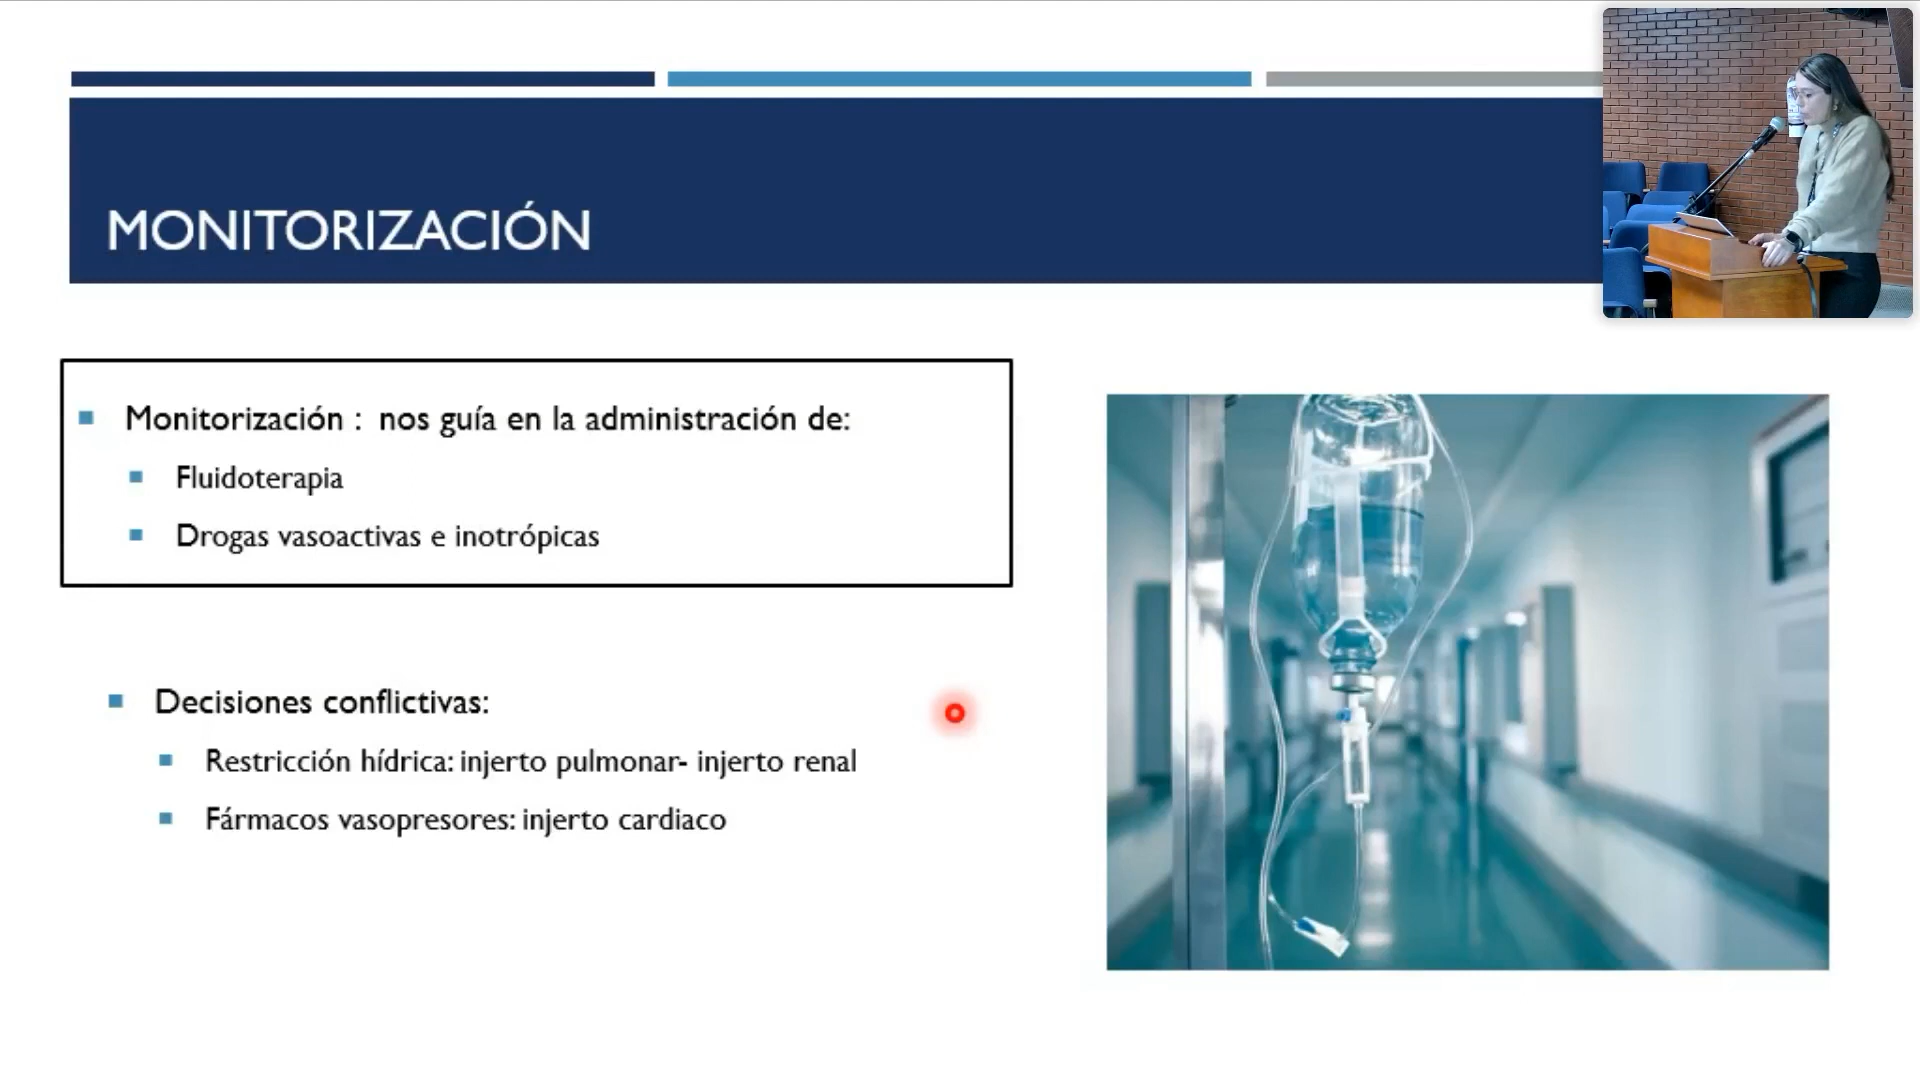 MONITORIZACIÓN
Monitorización : nos guía en la administración de:
Fluidoterapia
Drogas vasoactivas e inotrópicas
Decisiones conflictivas:
Restricción hídrica: injerto pulmonar- injerto renal
Fármacos vasopresores: injerto cardiaco